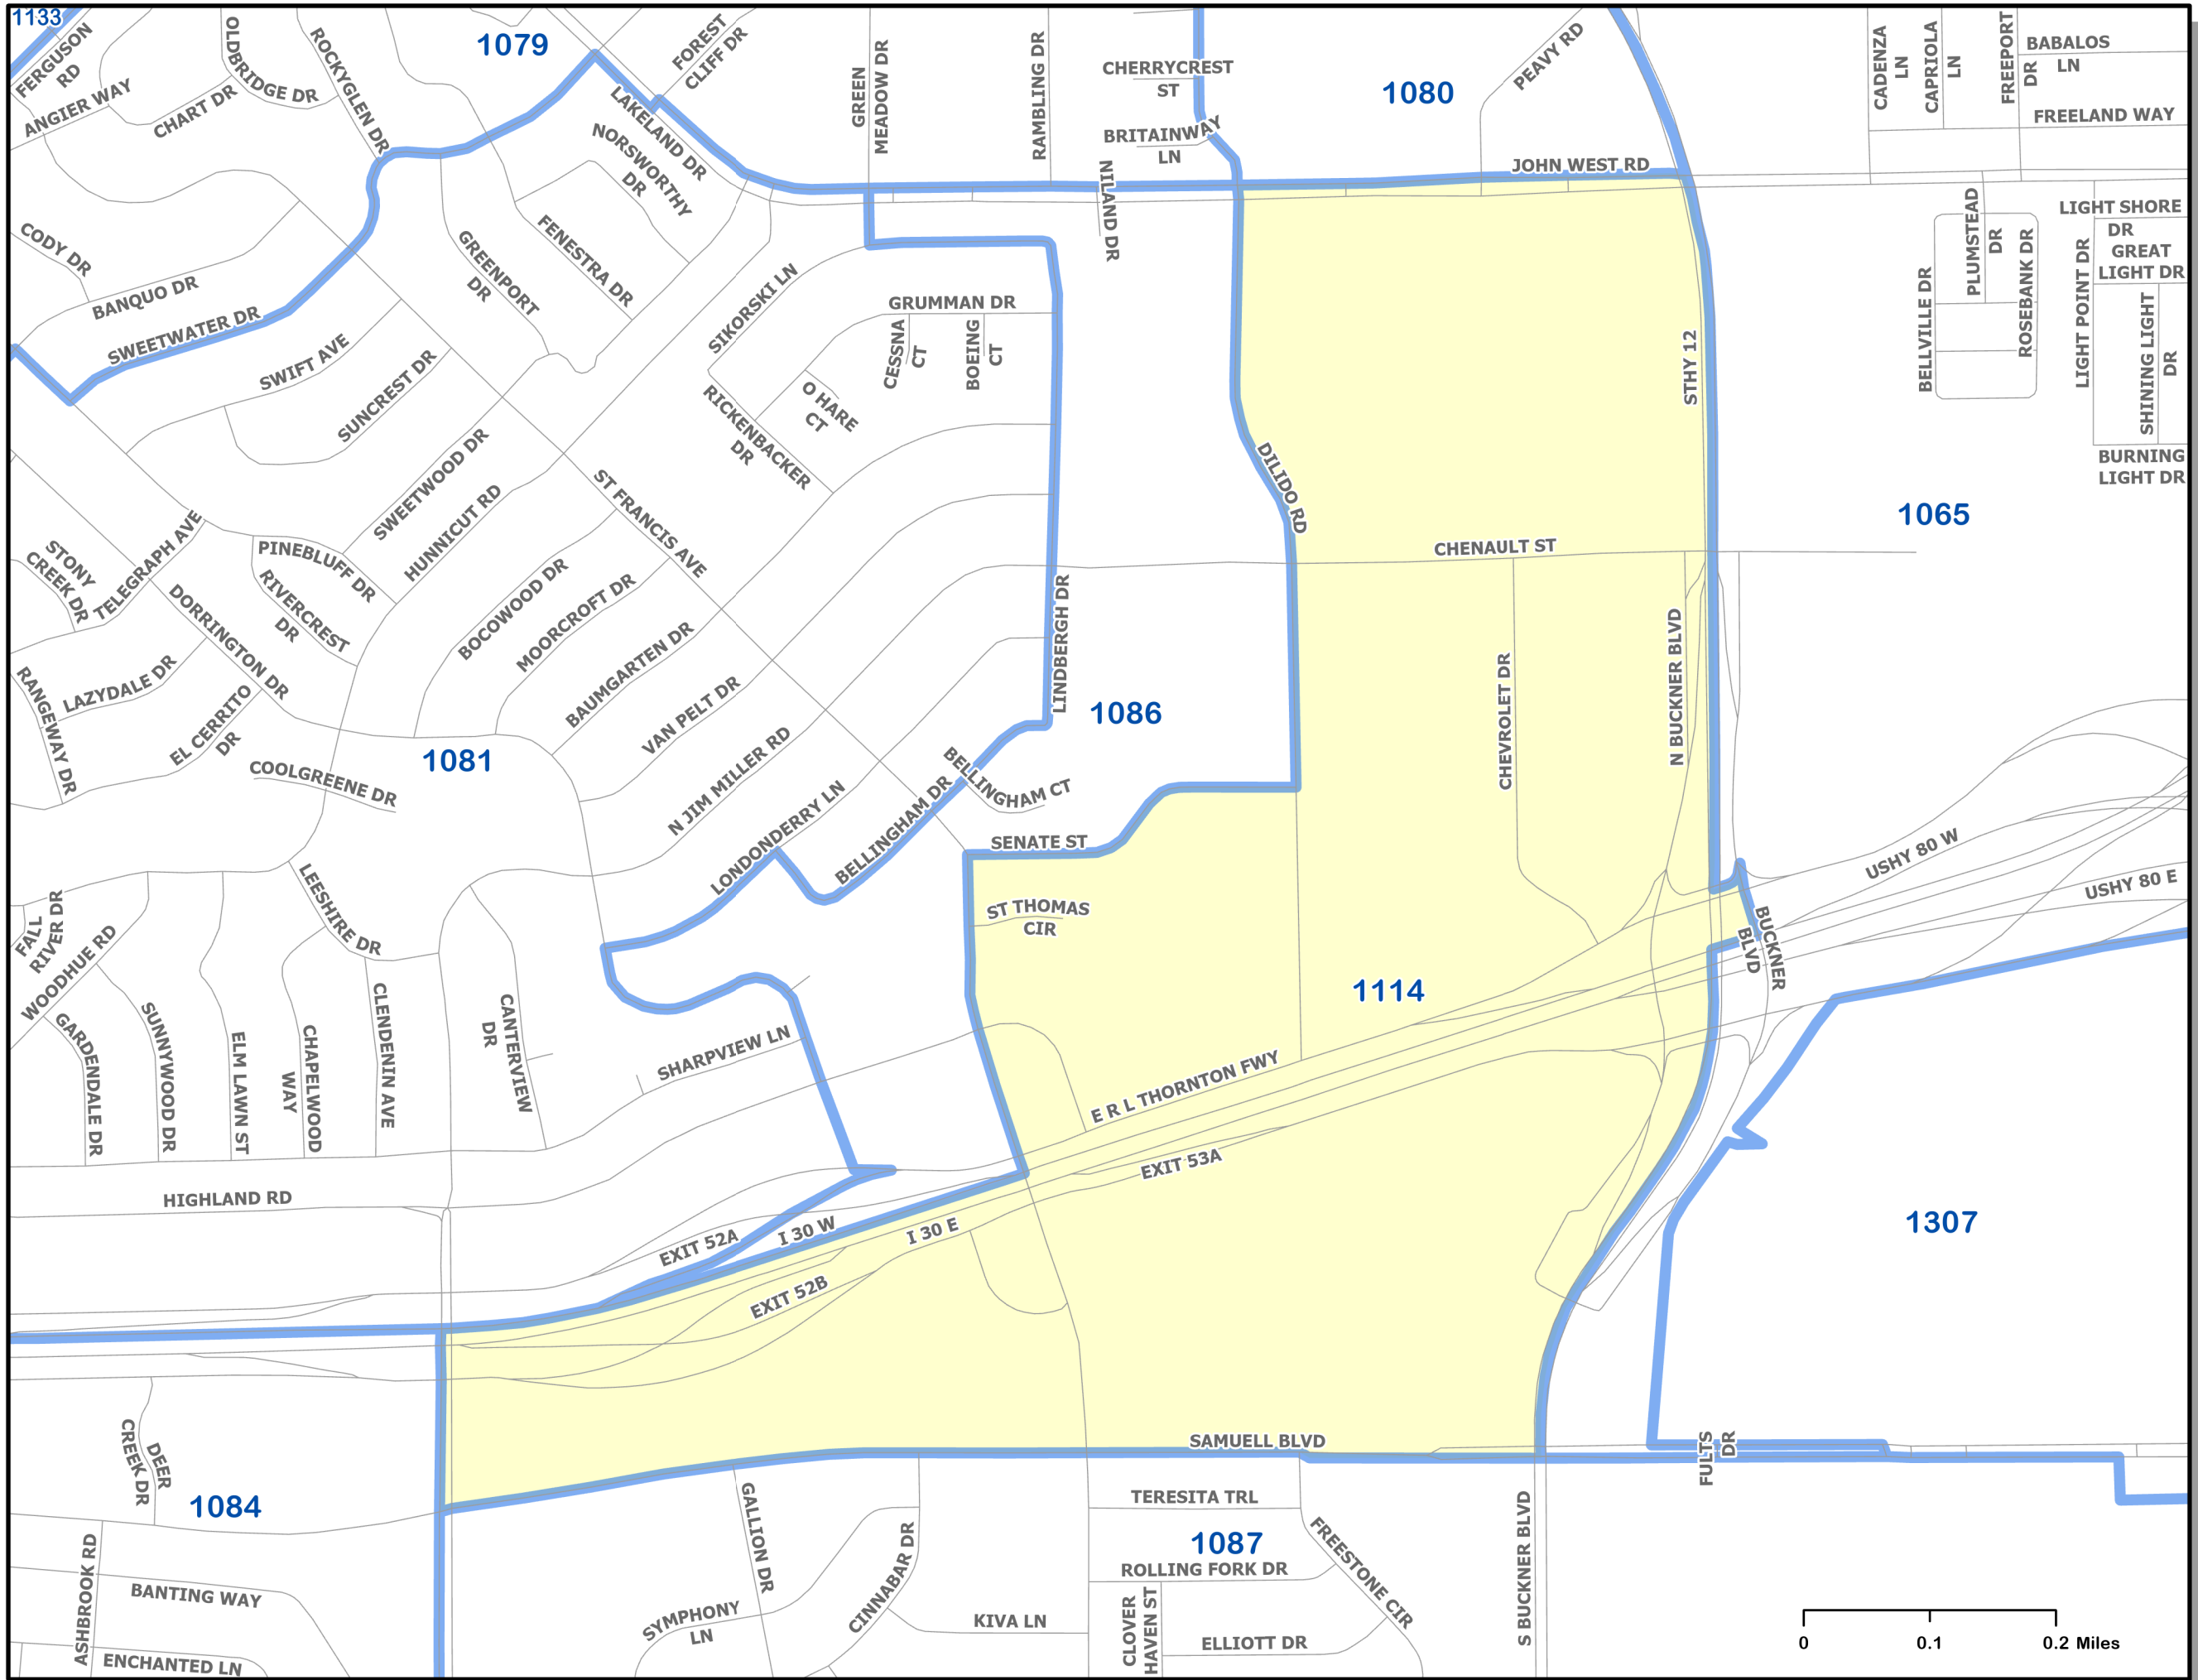 1133
FERGUSON
RD
ANGIER WAY
CHART DR
OLDBRIDGE DR
ROCKYGLEN DR
1079
FOREST
CLIFF DR
LAKELAND DR
NORSWORTHY
DR
GREEN
MEADOW DR
RAMBLING DR
CHERRYCREST
ST
BRITAINWAY
LN
NILAND DR
1080
PEAVY RD
JOHN WEST RD
CADENZA
LN
CAPRIOLA
LN
FREEPORT
DR
BABALOS
LN
FREELAND WAY
CODY DR
BANQUO DR
SWEETWATER DR
SWIFT AVE
SUNCREST DR
GREENPORT
DR
FENESTRA DR
SIKORSKI LN
GRUMMAN DR
CESSNA
CT
BOEING
CT
O HARE
CT
RICKENBACKER
DR
DILIDO RD
STHY 12
BELLVILLE DR
PLUMSTEAD
DR
ROSEBANK DR
LIGHT SHORE
DR
GREAT
LIGHT DR
LIGHT POINT DR
SHINING LIGHT
DR
BURNING
LIGHT DR
1065
SWEETWOOD DR
HUNNICUT RD
ST FRANCIS AVE
STONY
CREEK DR
TELEGRAPH AVE
PINEBLUFF DR
RIVERCREST
DR
DORRINGTON DR
BOCOWOOD DR
MOORCROFT DR
BAUMGARTEN DR
VAN PELT DR
N JIM MILLER RD
LONDONDERRY LN
BELLINGHAM DR
BELLINGHAM CT
LINDBERGH DR
1086
CHENAULT ST
CHEVROLET DR
N BUCKNER BLVD
RANGEWAY DR
LAZYDALE DR
EL CERRITO
DR
COOLGREENE DR
1081
SENATE ST
ST THOMAS
CIR
USHY 80 W
USHY 80 E
BUCKNER
BLVD
1114
FALL
RIVER DR
WOODHUE RD
LEESHIRE DR
GARDENDALE DR
SUNNYWOOD DR
ELM LAWN ST
CHAPELWOOD
WAY
CLENDENIN AVE
CANTERVIEW
DR
SHARPVIEW LN
E R L THORNTON FWY
EXIT 53A
HIGHLAND RD
EXIT 52A
I 30 W
I 30 E
EXIT 52B
1307
DEER
CREEK DR
1084
SAMUELL BLVD
FULTS
DR
GALLION DR
TERESITA TRL
1087
ROLLING FORK DR
FREESTONE CIR
S BUCKNER BLVD
ASHBROOK RD
BANTING WAY
ENCHANTED LN
SYMPHONY
LN
CINNABAR DR
KIVA LN
CLOVER
HAVEN ST
ELLIOTT DR
0 0.1 0.2 Miles